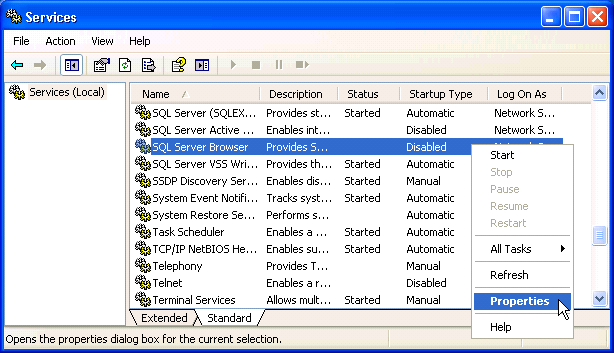 Services
File Action View Help
Services (Local)
Name Description Status Startup Type Log On As
SQL Server (SQLEX... Provides st... Started Automatic Network S...
SQL Server Active ... Enables int... Disabled Network S...
SQL Server Browser Provides S... Disabled
SQL Server VSS Wri... Provides th... Started Automatic
SSDP Discovery Ser... Enables dis... Started Manual
System Event Notifi... Tracks syst... Started Automatic
System Restore Se... Performs s... Automatic
Task Scheduler Enables a ... Started Automatic
TCP/IP NetBIOS He... Enables su... Started Automatic
Telephony Provides T... Manual
Telnet Enables a r... Disabled
Terminal Services Allows mult... Started Manual
Start
Stop
Pause
Resume
Restart
All Tasks
Refresh
Properties
Help
Extended Standard
Opens the properties dialog box for the current selection.